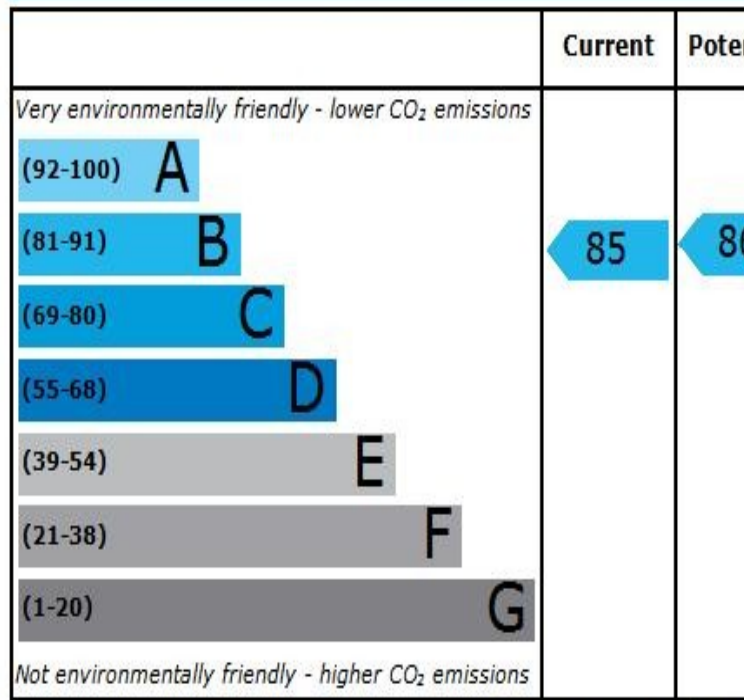 Current
Very environmentally friendly - lower CO₂ emissions
(92-100) A
(81-91) B
85
(69-80) C
(55-68) D
(39-54) E
(21-38) F
(1-20) G
Not environmentally friendly - higher CO₂ emissions